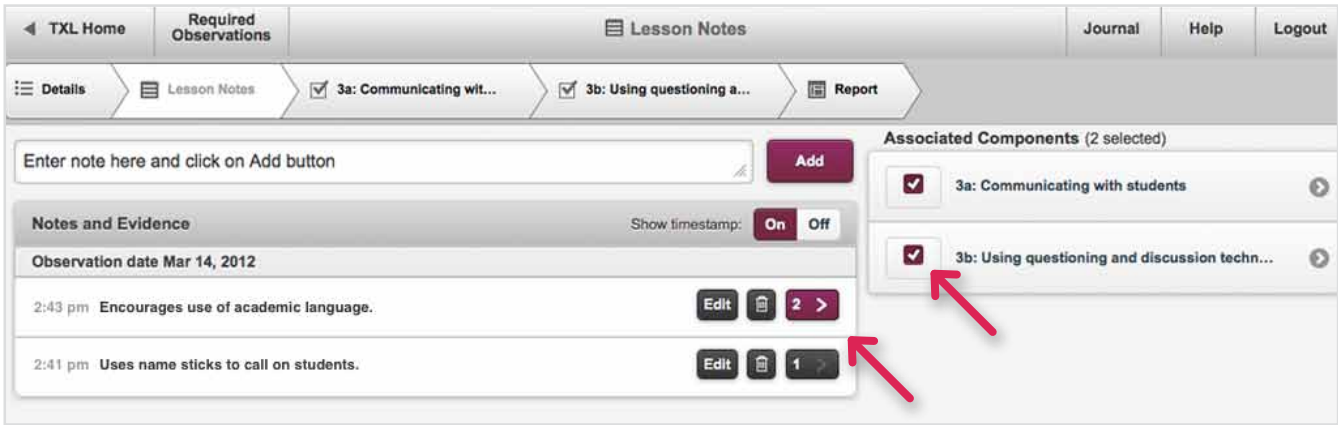 TXL Home
Required
Observations
Lesson Notes
Journal
Help
Logout
Details
Lesson Notes
3a: Communicating wit...
3b: Using questioning a...
Report
Enter note here and click on Add button
Add
Notes and Evidence
Show timestamp:
On
Off
Observation date Mar 14, 2012
2:43 pm Encourages use of academic language.
Edit
2 >
2:41 pm Uses name sticks to call on students.
Edit
1 >
Associated Components (2 selected)
3a: Communicating with students
3b: Using questioning and discussion techn...